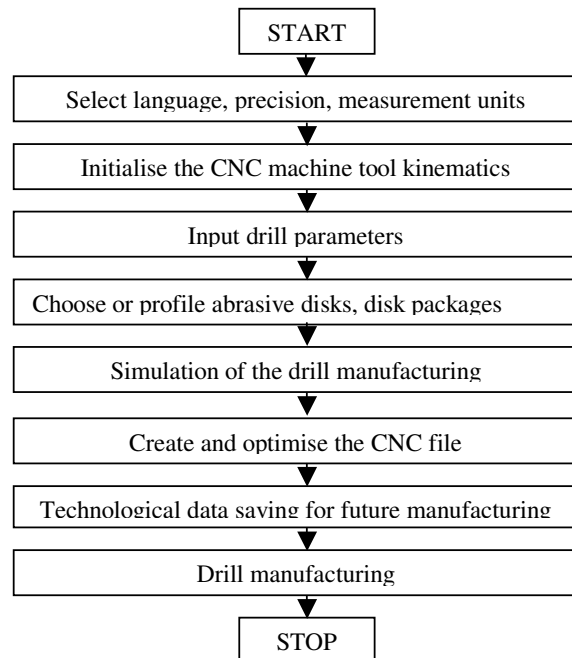 START
Select language, precision, measurement units
Initialise the CNC machine tool kinematics
Input drill parameters
Choose or profile abrasive disks, disk packages
Simulation of the drill manufacturing
Create and optimise the CNC file
Technological data saving for future manufacturing
Drill manufacturing
STOP